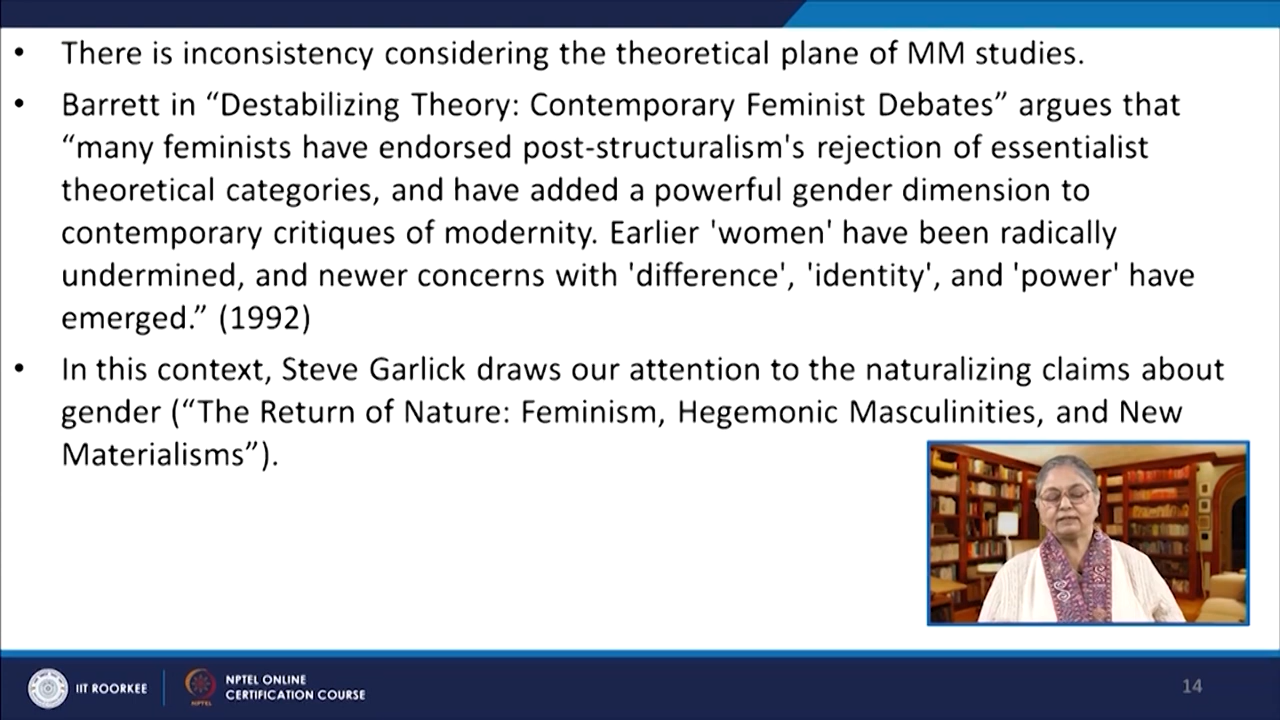 • There is inconsistency considering the theoretical plane of MM studies.
• Barrett in “Destabilizing Theory: Contemporary Feminist Debates” argues that
“many feminists have endorsed post-structuralism's rejection of essentialist
theoretical categories, and have added a powerful gender dimension to
contemporary critiques of modernity. Earlier 'women' have been radically
undermined, and newer concerns with 'difference', 'identity', and 'power' have
emerged.” (1992)
• In this context, Steve Garlick draws our attention to the naturalizing claims about
gender (“The Return of Nature: Feminism, Hegemonic Masculinities, and New
Materialisms”).
IIT ROORKEE
NPTEL
NPTEL ONLINE
CERTIFICATION COURSE
14